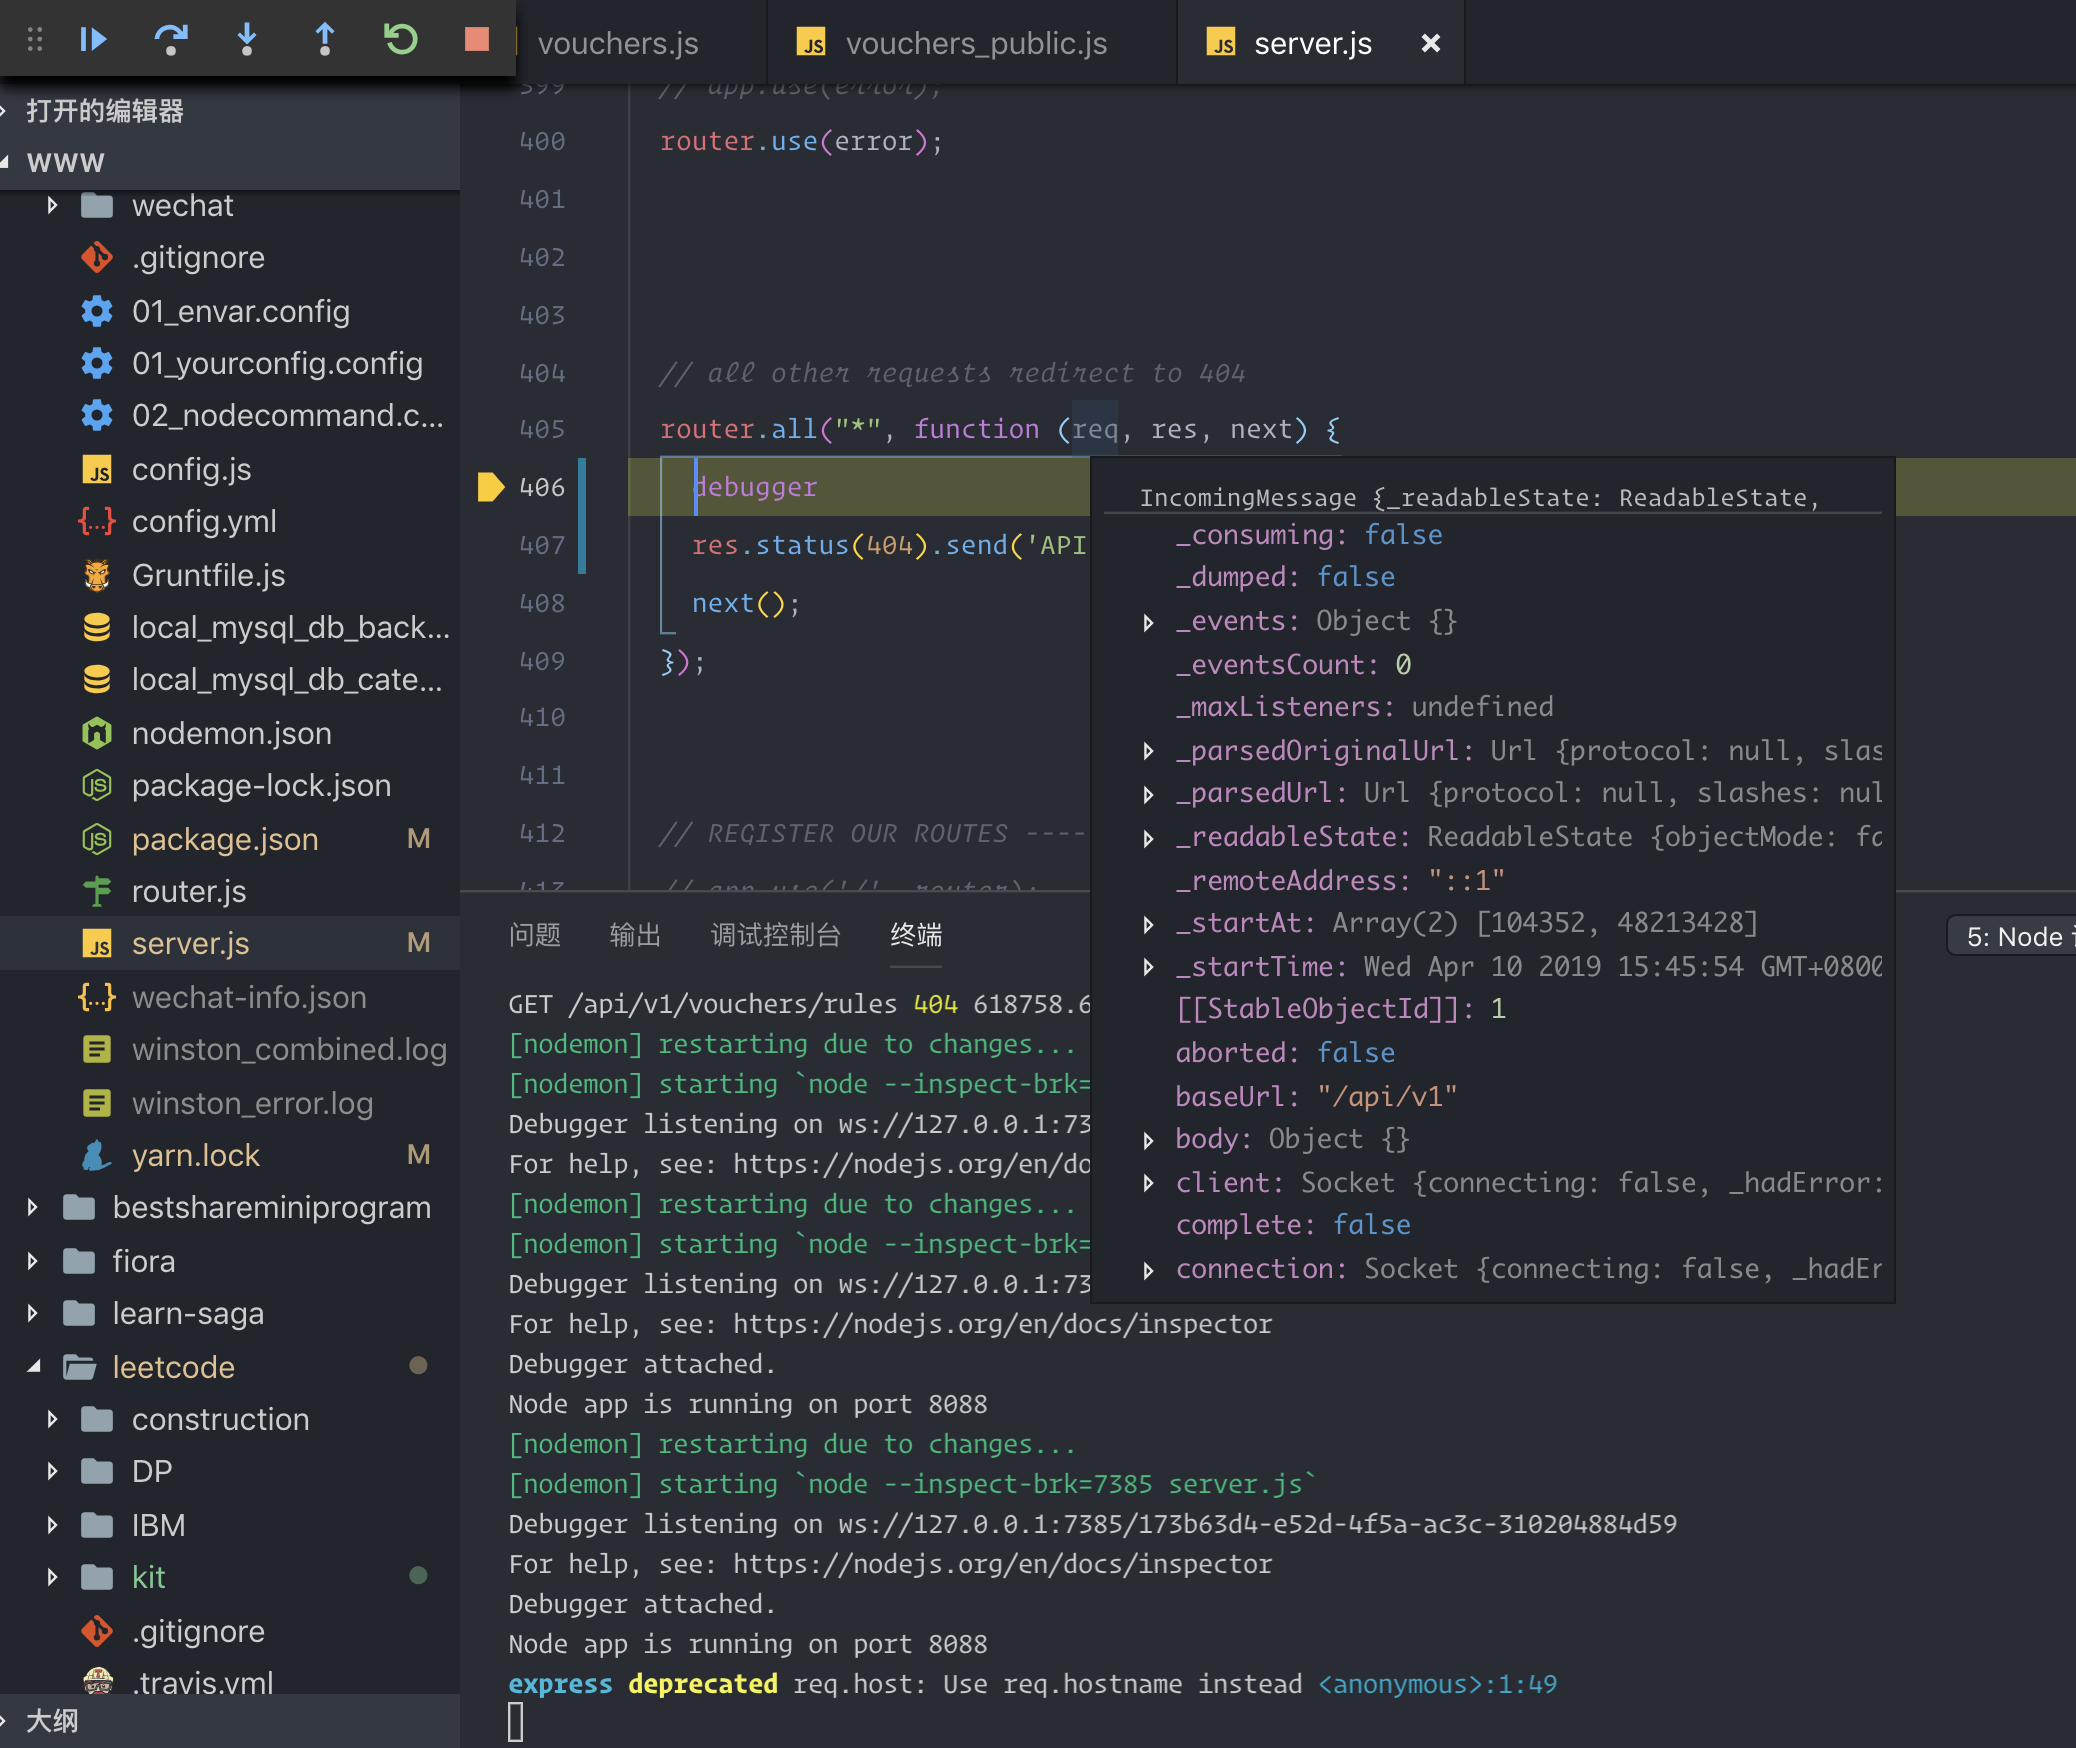 vouchers.js
vouchers_public.js
server.js
打开的编辑器
WWW
wechat
.gitignore
01_envar.config
01_yourconfig.config
02_nodecommand.c...
config.js
config.yml
Gruntfile.js
local_mysql_db_back...
local_mysql_db_cate...
nodemon.json
package-lock.json
package.json M
router.js
server.js M
wechat-info.json
winston_combined.log
winston_error.log
yarn.lock M
bestshareminiprogram
fiora
learn-saga
leetcode
construction
DP
IBM
kit
.gitignore
.travis.yml
大纲
399 // app.use(error);
400 router.use(error);
401
402
403
404 // all other requests redirect to 404
405 router.all("*", function (req, res, next) {
406 debugger
407 res.status(404).send('API
408 next();
409 });
410
411
412 // REGISTER OUR ROUTES ----
413 // app.use('/', router);
IncomingMessage {_readableState: ReadableState,
_consuming: false
_dumped: false
_events: Object {}
_eventsCount: 0
_maxListeners: undefined
_parsedOriginalUrl: Url {protocol: null, slas
_parsedUrl: Url {protocol: null, slashes: nul
_readableState: ReadableState {objectMode: fa
_remoteAddress: "::1"
_startAt: Array(2) [104352, 48213428]
_startTime: Wed Apr 10 2019 15:45:54 GMT+0800
[[StableObjectId]]: 1
aborted: false
baseUrl: "/api/v1"
body: Object {}
client: Socket {connecting: false, _hadError:
complete: false
connection: Socket {connecting: false, _hadEr
问题 输出 调试控制台 终端
5: Node
GET /api/v1/vouchers/rules 404 618758.6
[nodemon] restarting due to changes...
[nodemon] starting `node --inspect-brk=
Debugger listening on ws://127.0.0.1:73
For help, see: https://nodejs.org/en/do
[nodemon] restarting due to changes...
[nodemon] starting `node --inspect-brk=
Debugger listening on ws://127.0.0.1:73
For help, see: https://nodejs.org/en/docs/inspector
Debugger attached.
Node app is running on port 8088
[nodemon] restarting due to changes...
[nodemon] starting `node --inspect-brk=7385 server.js`
Debugger listening on ws://127.0.0.1:7385/173b63d4-e52d-4f5a-ac3c-310204884d59
For help, see: https://nodejs.org/en/docs/inspector
Debugger attached.
Node app is running on port 8088
express deprecated req.host: Use req.hostname instead <anonymous>:1:49